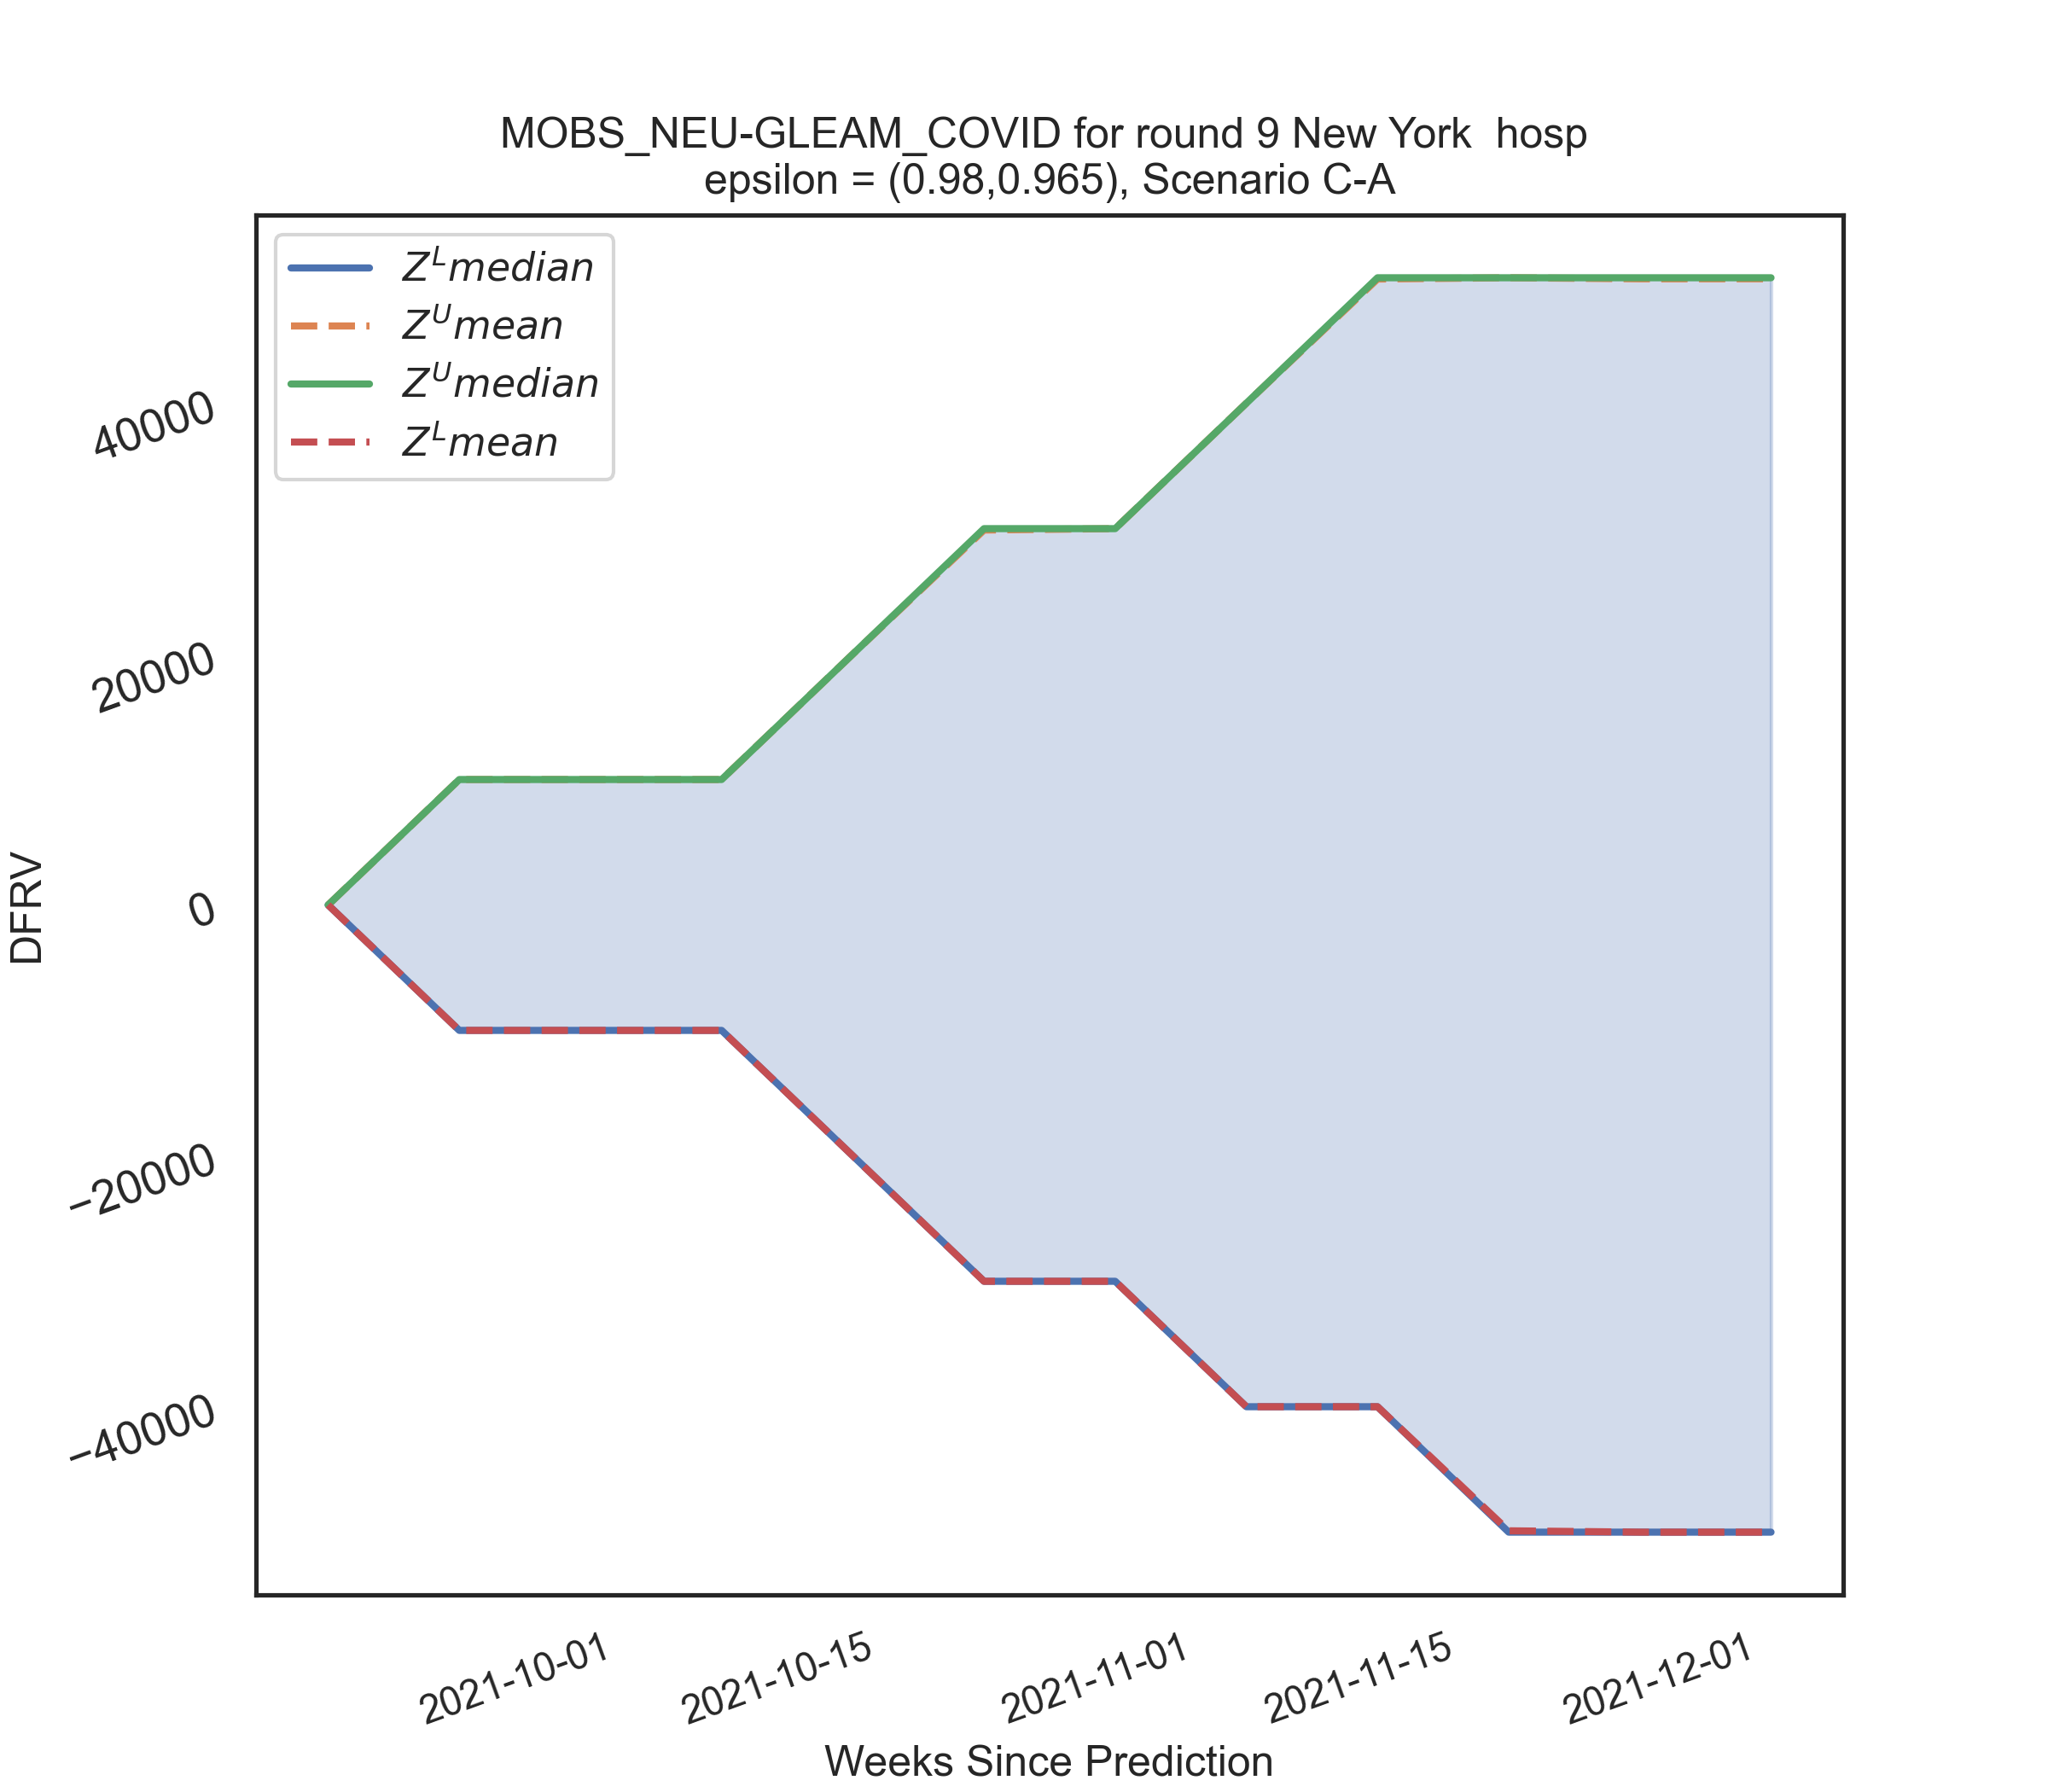 MOBS_NEU-GLEAM_COVID for round 9 New York  hosp
epsilon = (0.98,0.965), Scenario C-A
Z^L median
Z^U mean
Z^U median
Z^L mean
40000
20000
0
−20000
−40000
DFRV
2021-10-01
2021-10-15
2021-11-01
2021-11-15
2021-12-01
Weeks Since Prediction